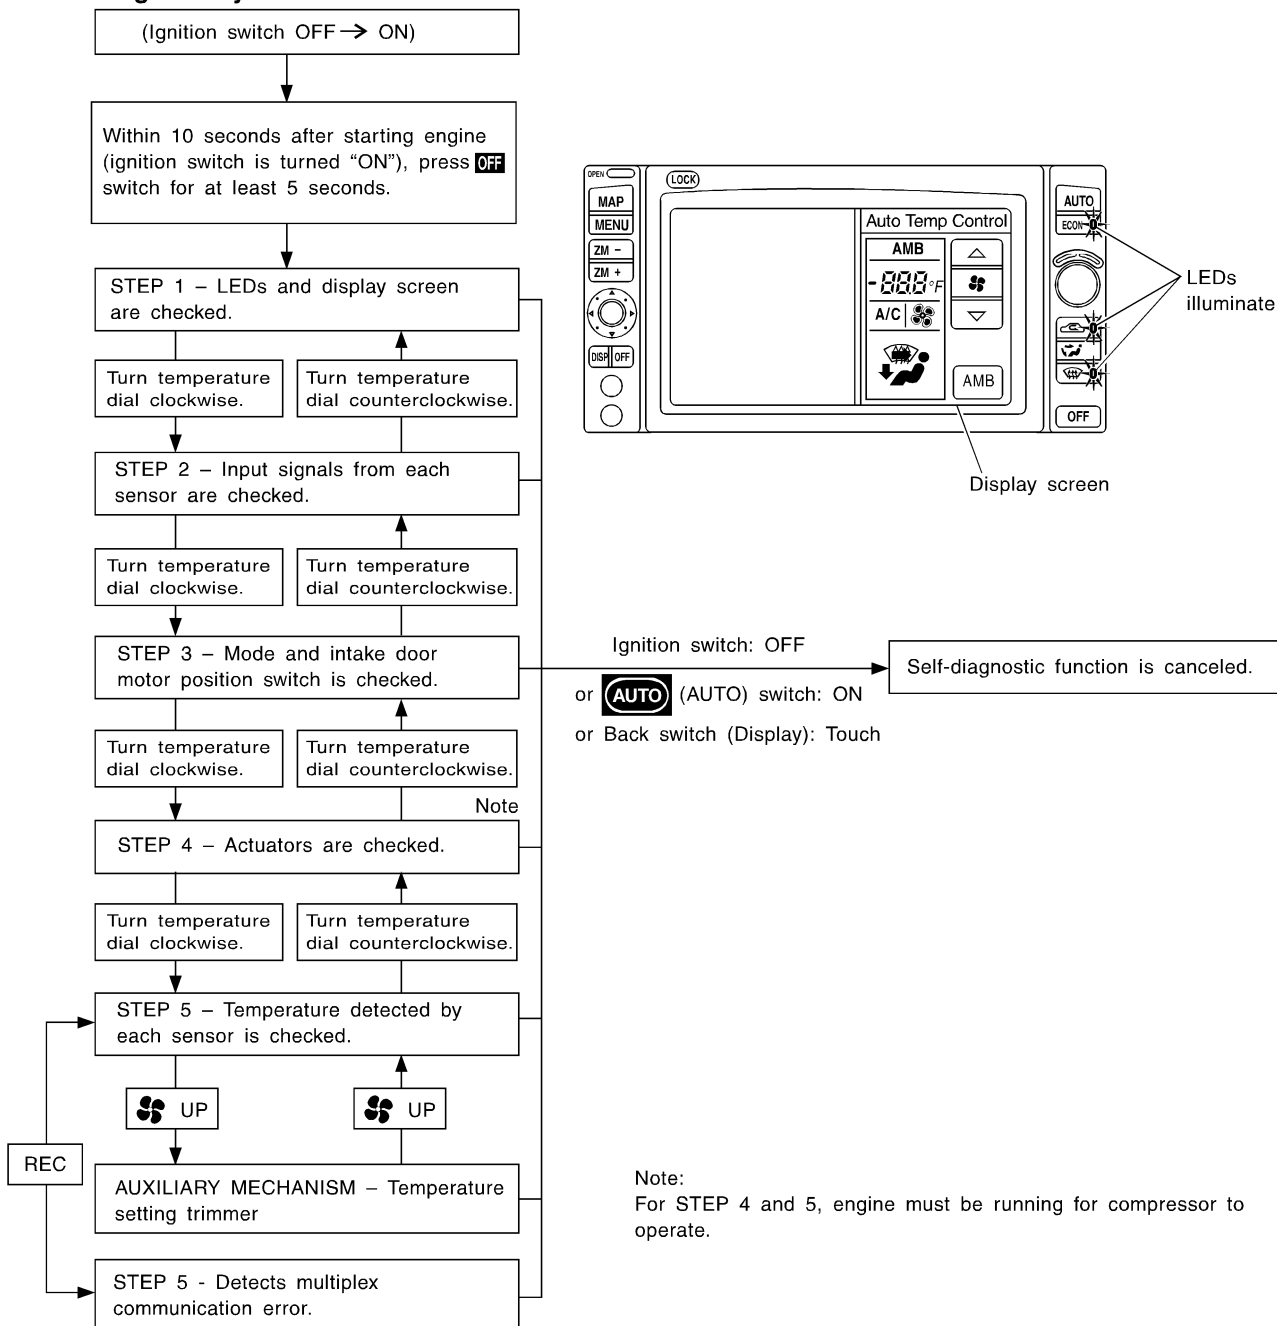 (Ignition switch OFF → ON)
Within 10 seconds after starting engine
(ignition switch is turned “ON”), press OFF
switch for at least 5 seconds.
STEP 1 – LEDs and display screen
are checked.
Turn temperature
dial clockwise.
Turn temperature
dial counterclockwise.
STEP 2 – Input signals from each
sensor are checked.
Turn temperature
dial clockwise.
Turn temperature
dial counterclockwise.
STEP 3 – Mode and intake door
motor position switch is checked.
Turn temperature
dial clockwise.
Turn temperature
dial counterclockwise.
Note
STEP 4 – Actuators are checked.
Turn temperature
dial clockwise.
Turn temperature
dial counterclockwise.
STEP 5 – Temperature detected by
each sensor is checked.
UP
UP
REC
AUXILIARY MECHANISM – Temperature
setting trimmer
STEP 5 - Detects multiplex
communication error.
OPEN
LOCK
MAP
MENU
ZM –
ZM +
DISP OFF
Auto Temp Control
AMB
-888°F
A/C
AMB
AUTO
ECON
OFF
LEDs
illuminate
Display screen
Ignition switch: OFF
or AUTO (AUTO) switch: ON
or Back switch (Display): Touch
Self-diagnostic function is canceled.
Note:
For STEP 4 and 5, engine must be running for compressor to
operate.